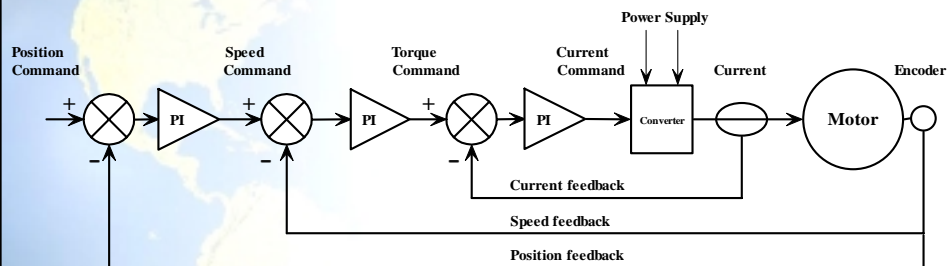 Power Supply
Position
Command
Speed
Command
Torque
Command
Current
Command
Current
Encoder
+
+
+
PI
PI
PI
Converter
Motor
−
−
−
Current feedback
Speed feedback
Position feedback